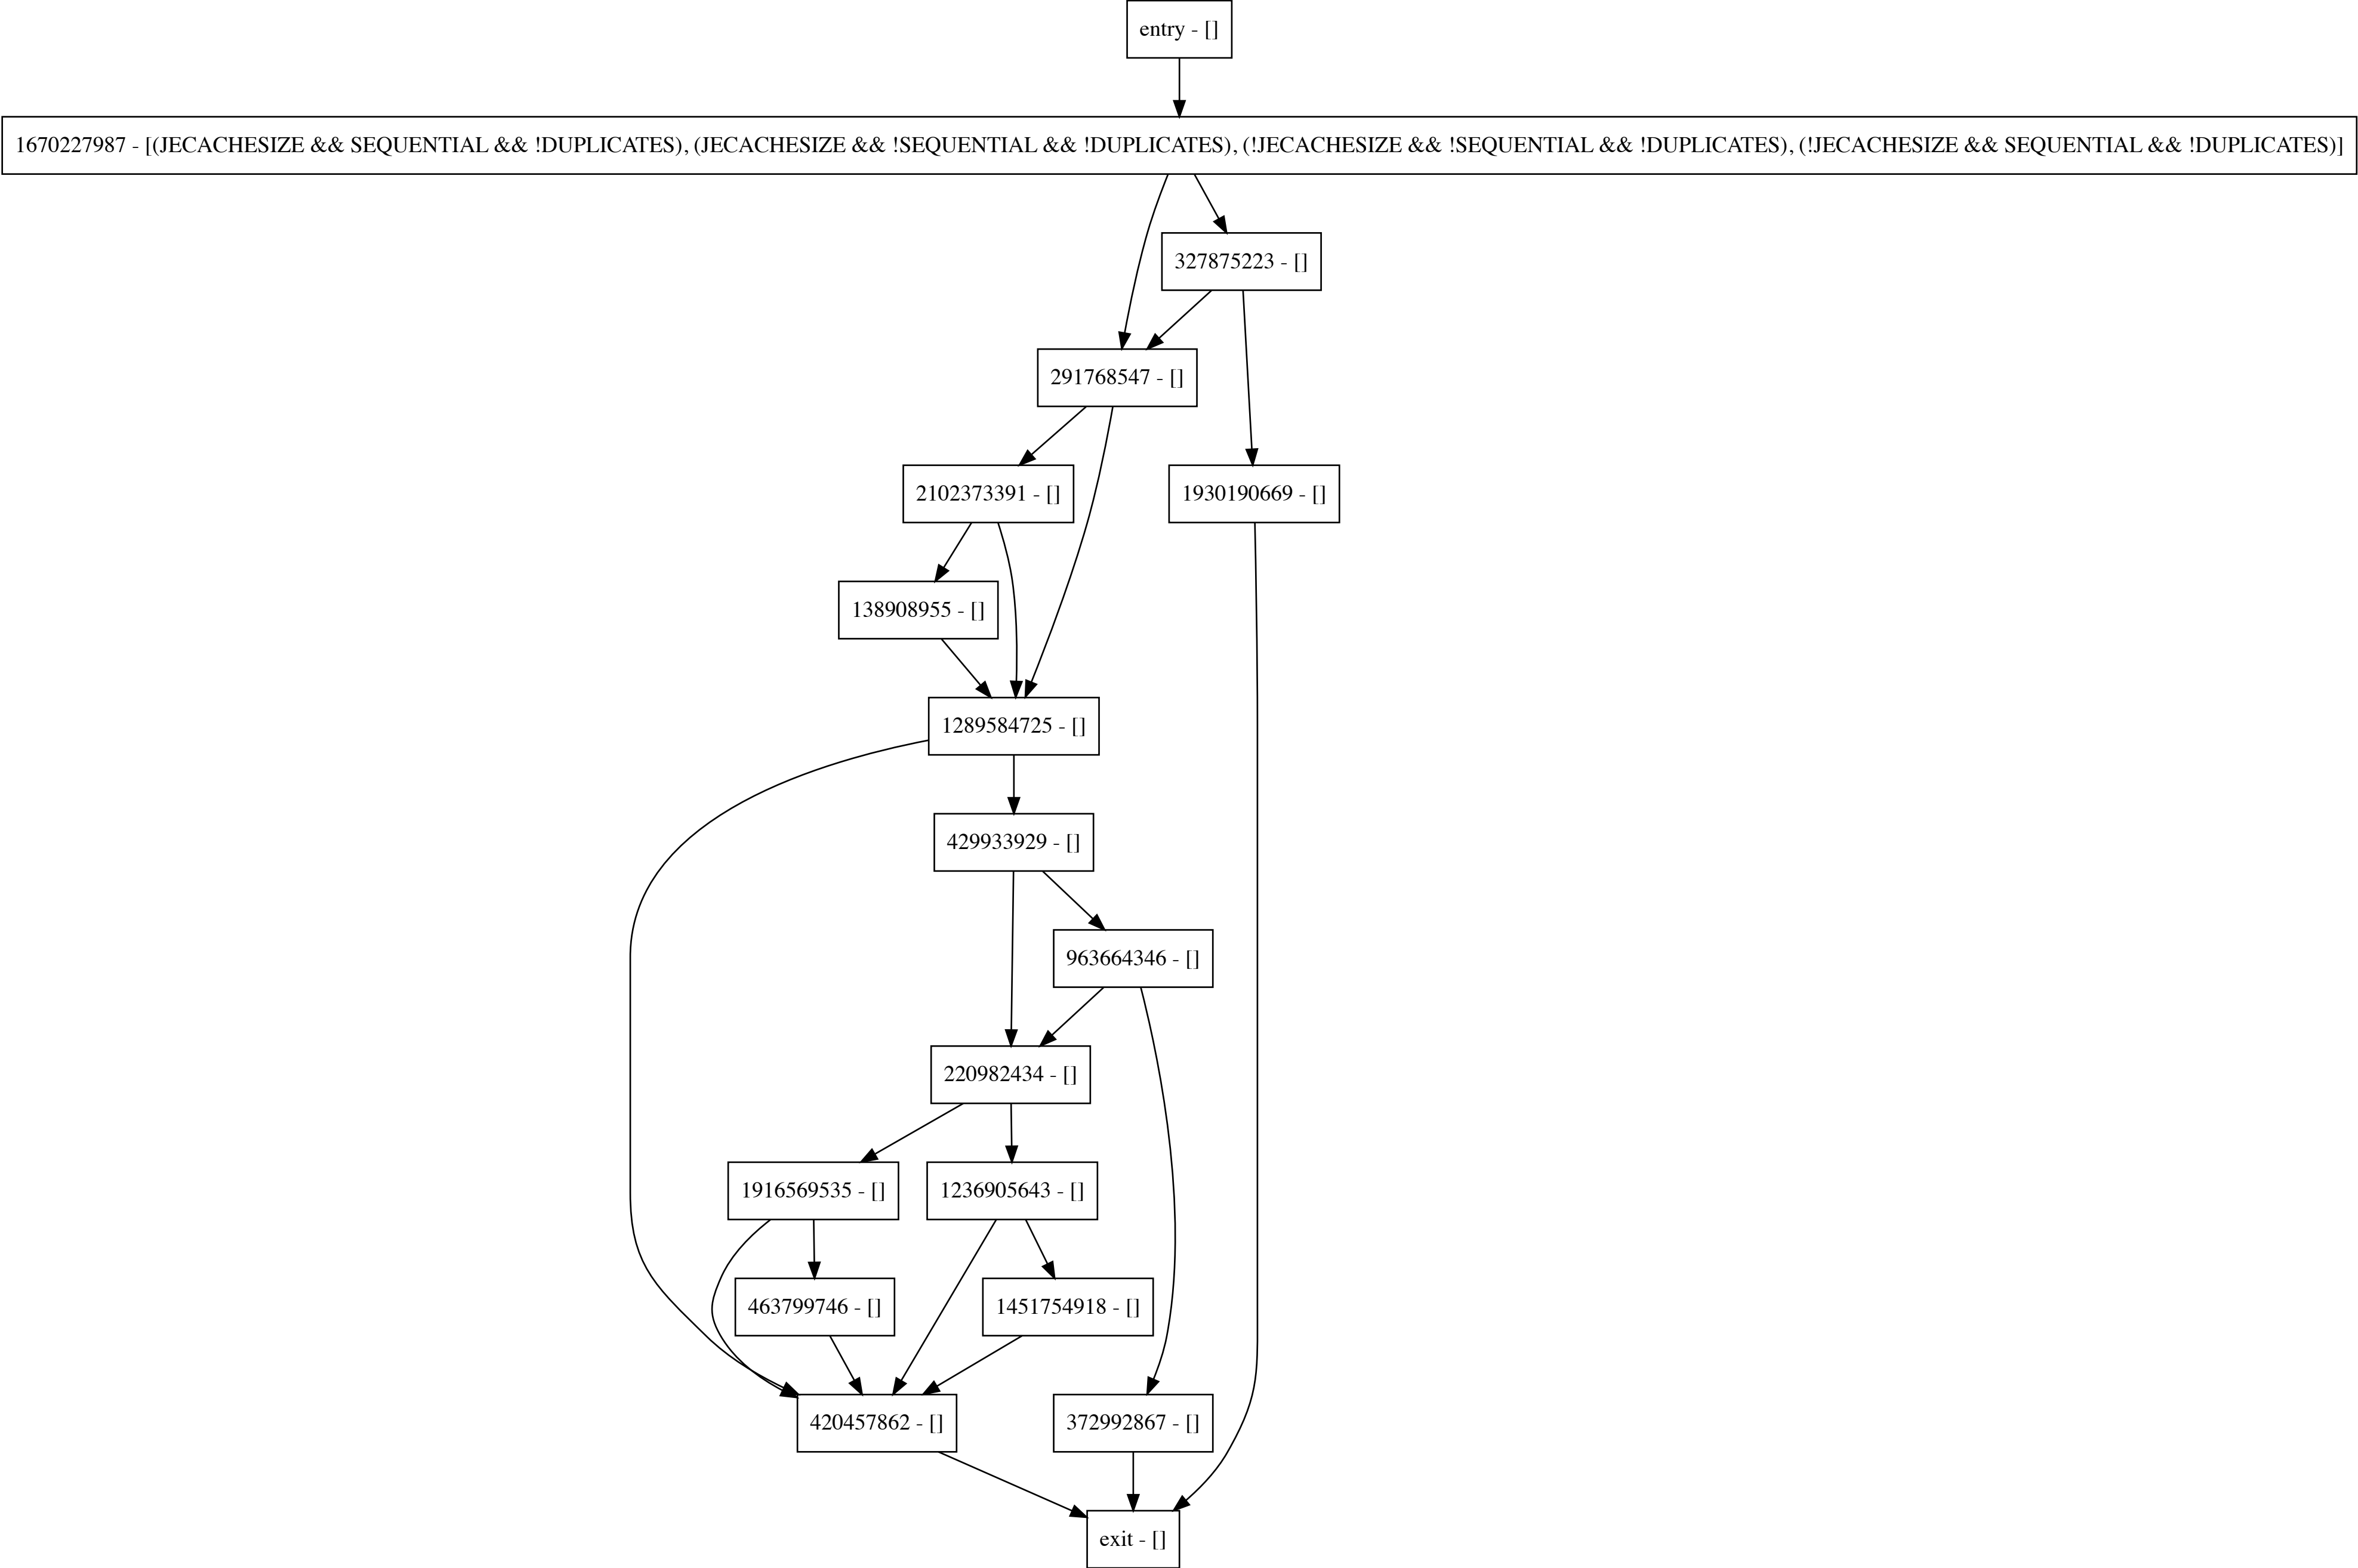 entry - []
1670227987 - [(JECACHESIZE && SEQUENTIAL && !DUPLICATES), (JECACHESIZE && !SEQUENTIAL && !DUPLICATES), (!JECACHESIZE && !SEQUENTIAL && !DUPLICATES), (!JECACHESIZE && SEQUENTIAL && !DUPLICATES)]
327875223 - []
291768547 - []
2102373391 - []
1930190669 - []
138908955 - []
1289584725 - []
429933929 - []
963664346 - []
220982434 - []
1916569535 - []
1236905643 - []
463799746 - []
1451754918 - []
420457862 - []
372992867 - []
exit - []